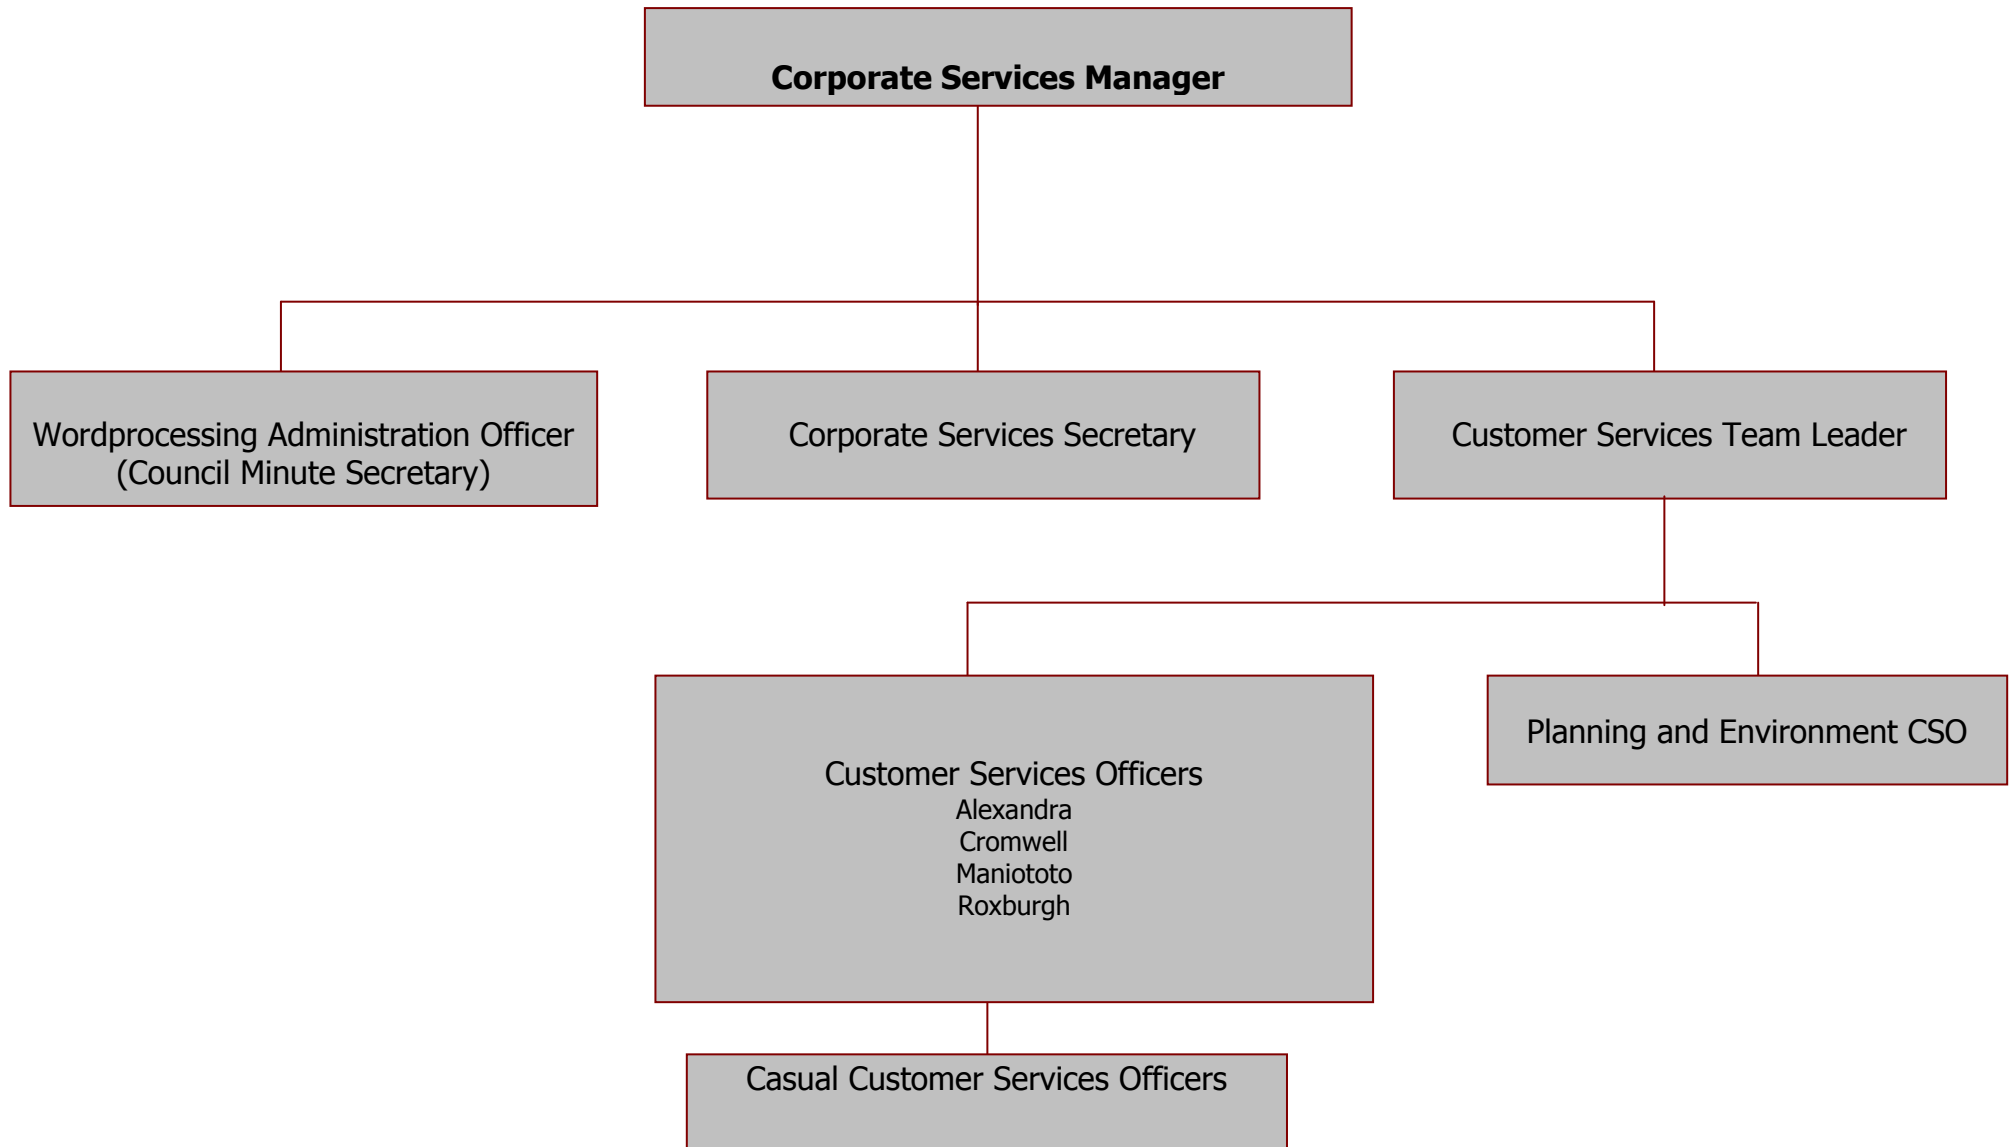 Corporate Services Manager
Wordprocessing Administration Officer
(Council Minute Secretary)
Corporate Services Secretary
Customer Services Team Leader
Customer Services Officers
Alexandra
Cromwell
Maniototo
Roxburgh
Planning and Environment CSO
Casual Customer Services Officers